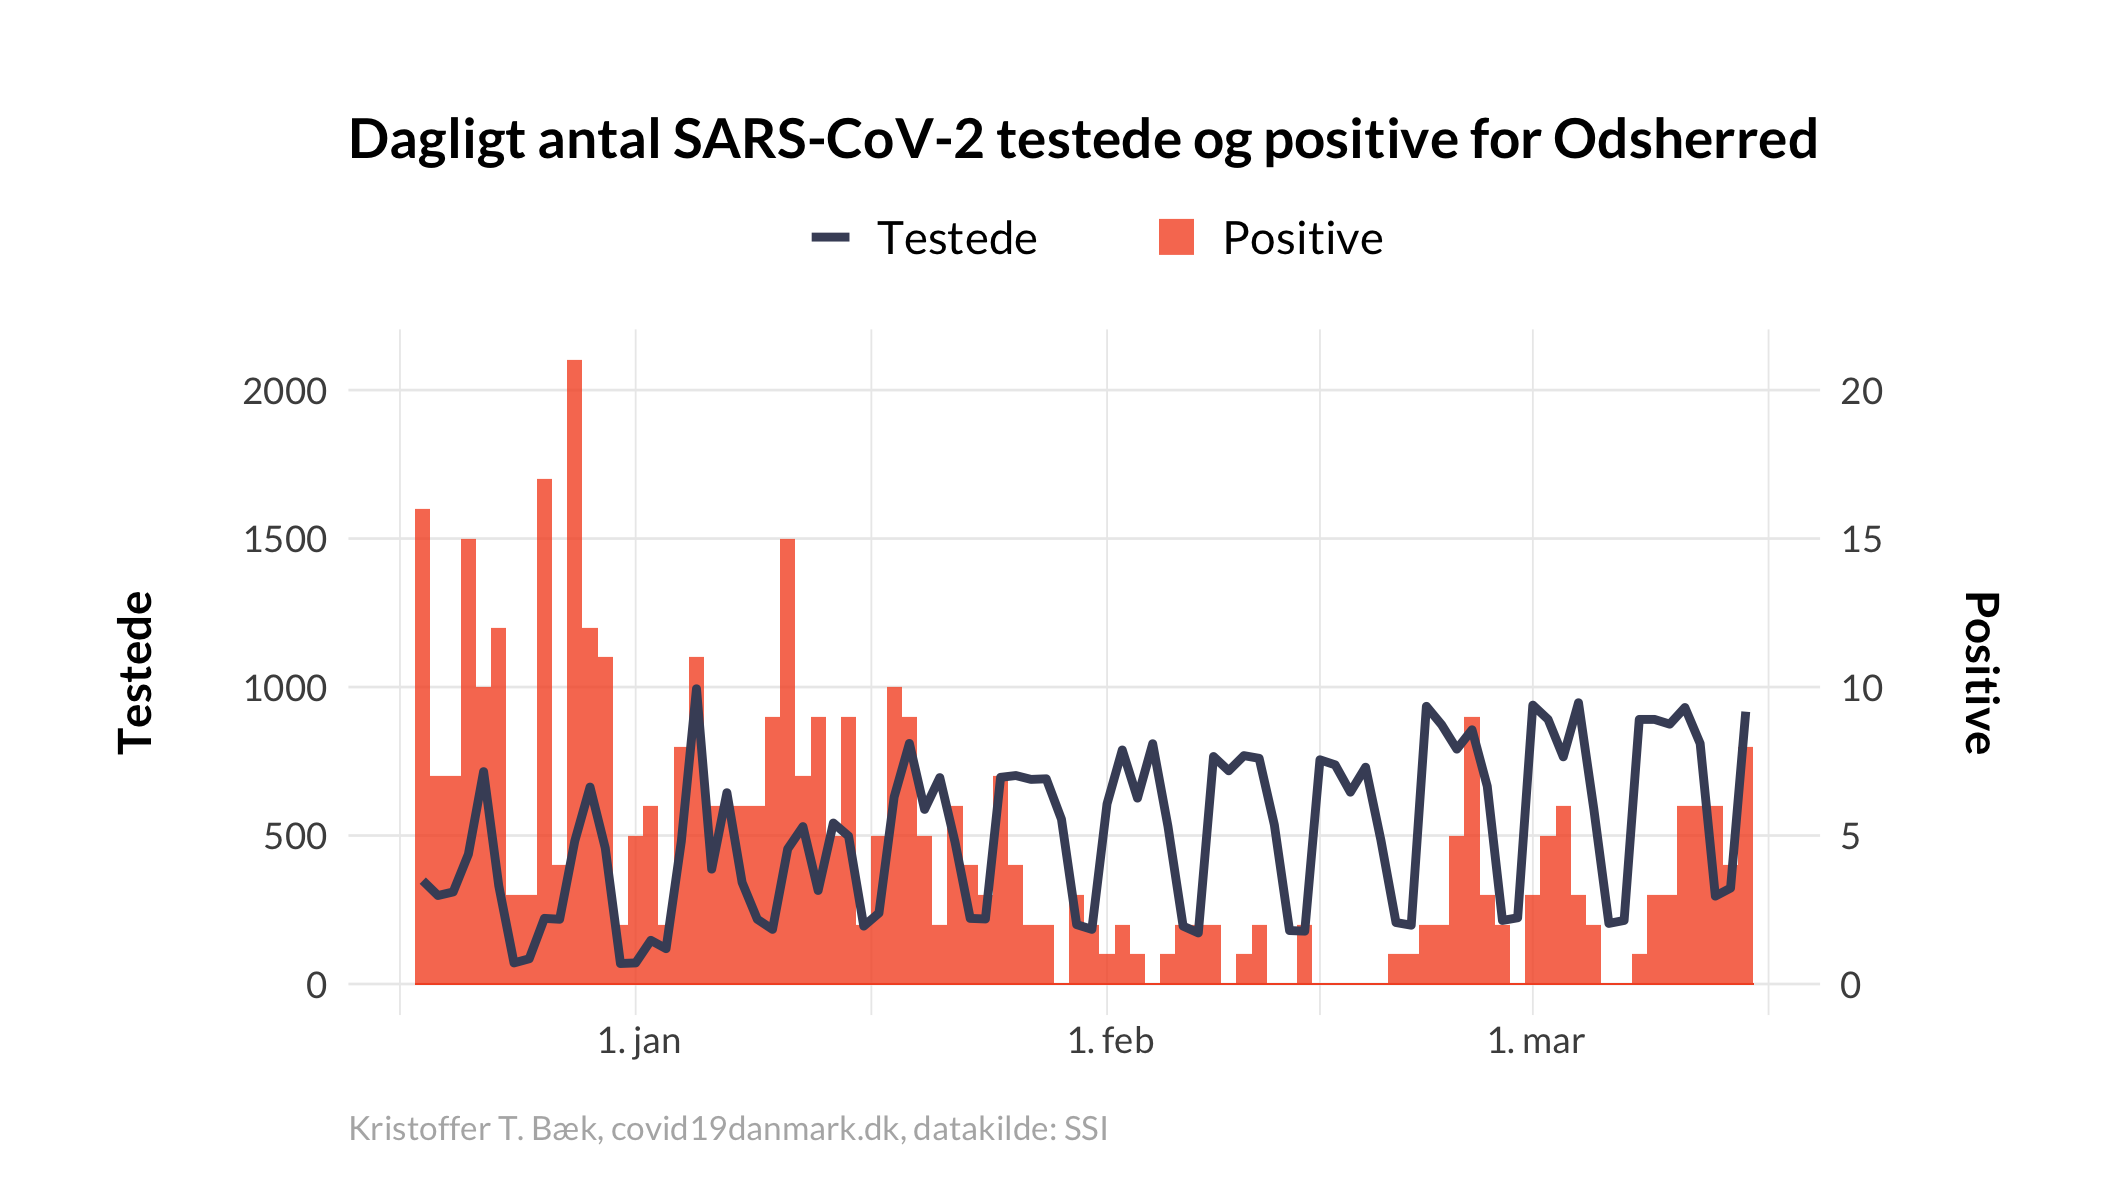 Dagligt antal SARS-CoV-2 testede og positive for Odsherred
Testede
Positive
2000
1500
1000
500
0
Testede
20
15
10
5
0
Positive
1. jan
1. feb
1. mar
Kristoffer T. Bæk, covid19danmark.dk, datakilde: SSI